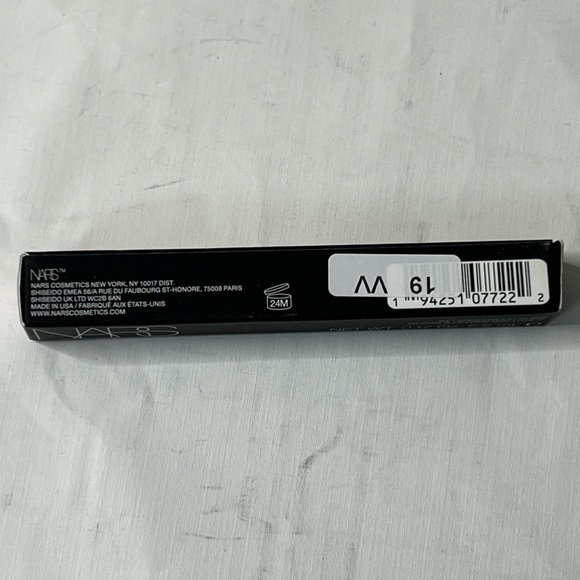 NARS™
NARS COSMETICS NEW YORK, NY 10017 DIST.
SHISEIDO EMEA 56/A RUE DU FAUBOURG ST-HONORE, 75008 PARIS
SHISEIDO UK LTD WC2B 6AN
MADE IN USA / FABRIQUÉ AUX ÉTATS-UNIS
WWW.NARSCOSMETICS.COM
24M
VV
19
1 94251 07722 2
NARS